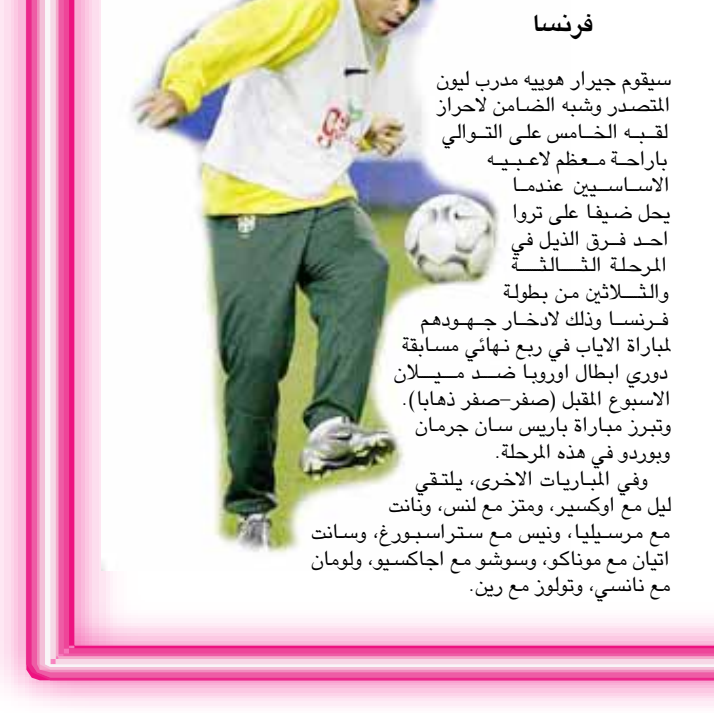 فرنسا
سيقوم جيرار هوييه مدرب ليون
المتصدر وشبه الضامن لاحراز
لقبه الخامس على التوالي
باراحة معظم لاعبيه
الاساسيين عندما
يحل ضيفا على تروا
احد فرق الذيل في
المرحلة الثالثة
والثلاثين من بطولة
فرنسا وذلك لادخار جهودهم
لمباراة الاياب في ربع نهائي مسابقة
دوري ابطال اوروبا ضد ميلان
الاسبوع المقبل (صفر-صفر ذهابا).
وتبرز مباراة باريس سان جرمان
وبوردو في هذه المرحلة.
وفي المباريات الاخرى، يلتقي
ليل مع اوكسير، ومتز مع لنس، ونانت
مع مرسيليا، ونيس مع ستراسبورغ، وسانت
اتيان مع موناكو، وسوشو مع اجاكسيو، ولومان
مع نانسي، وتولوز مع رين.